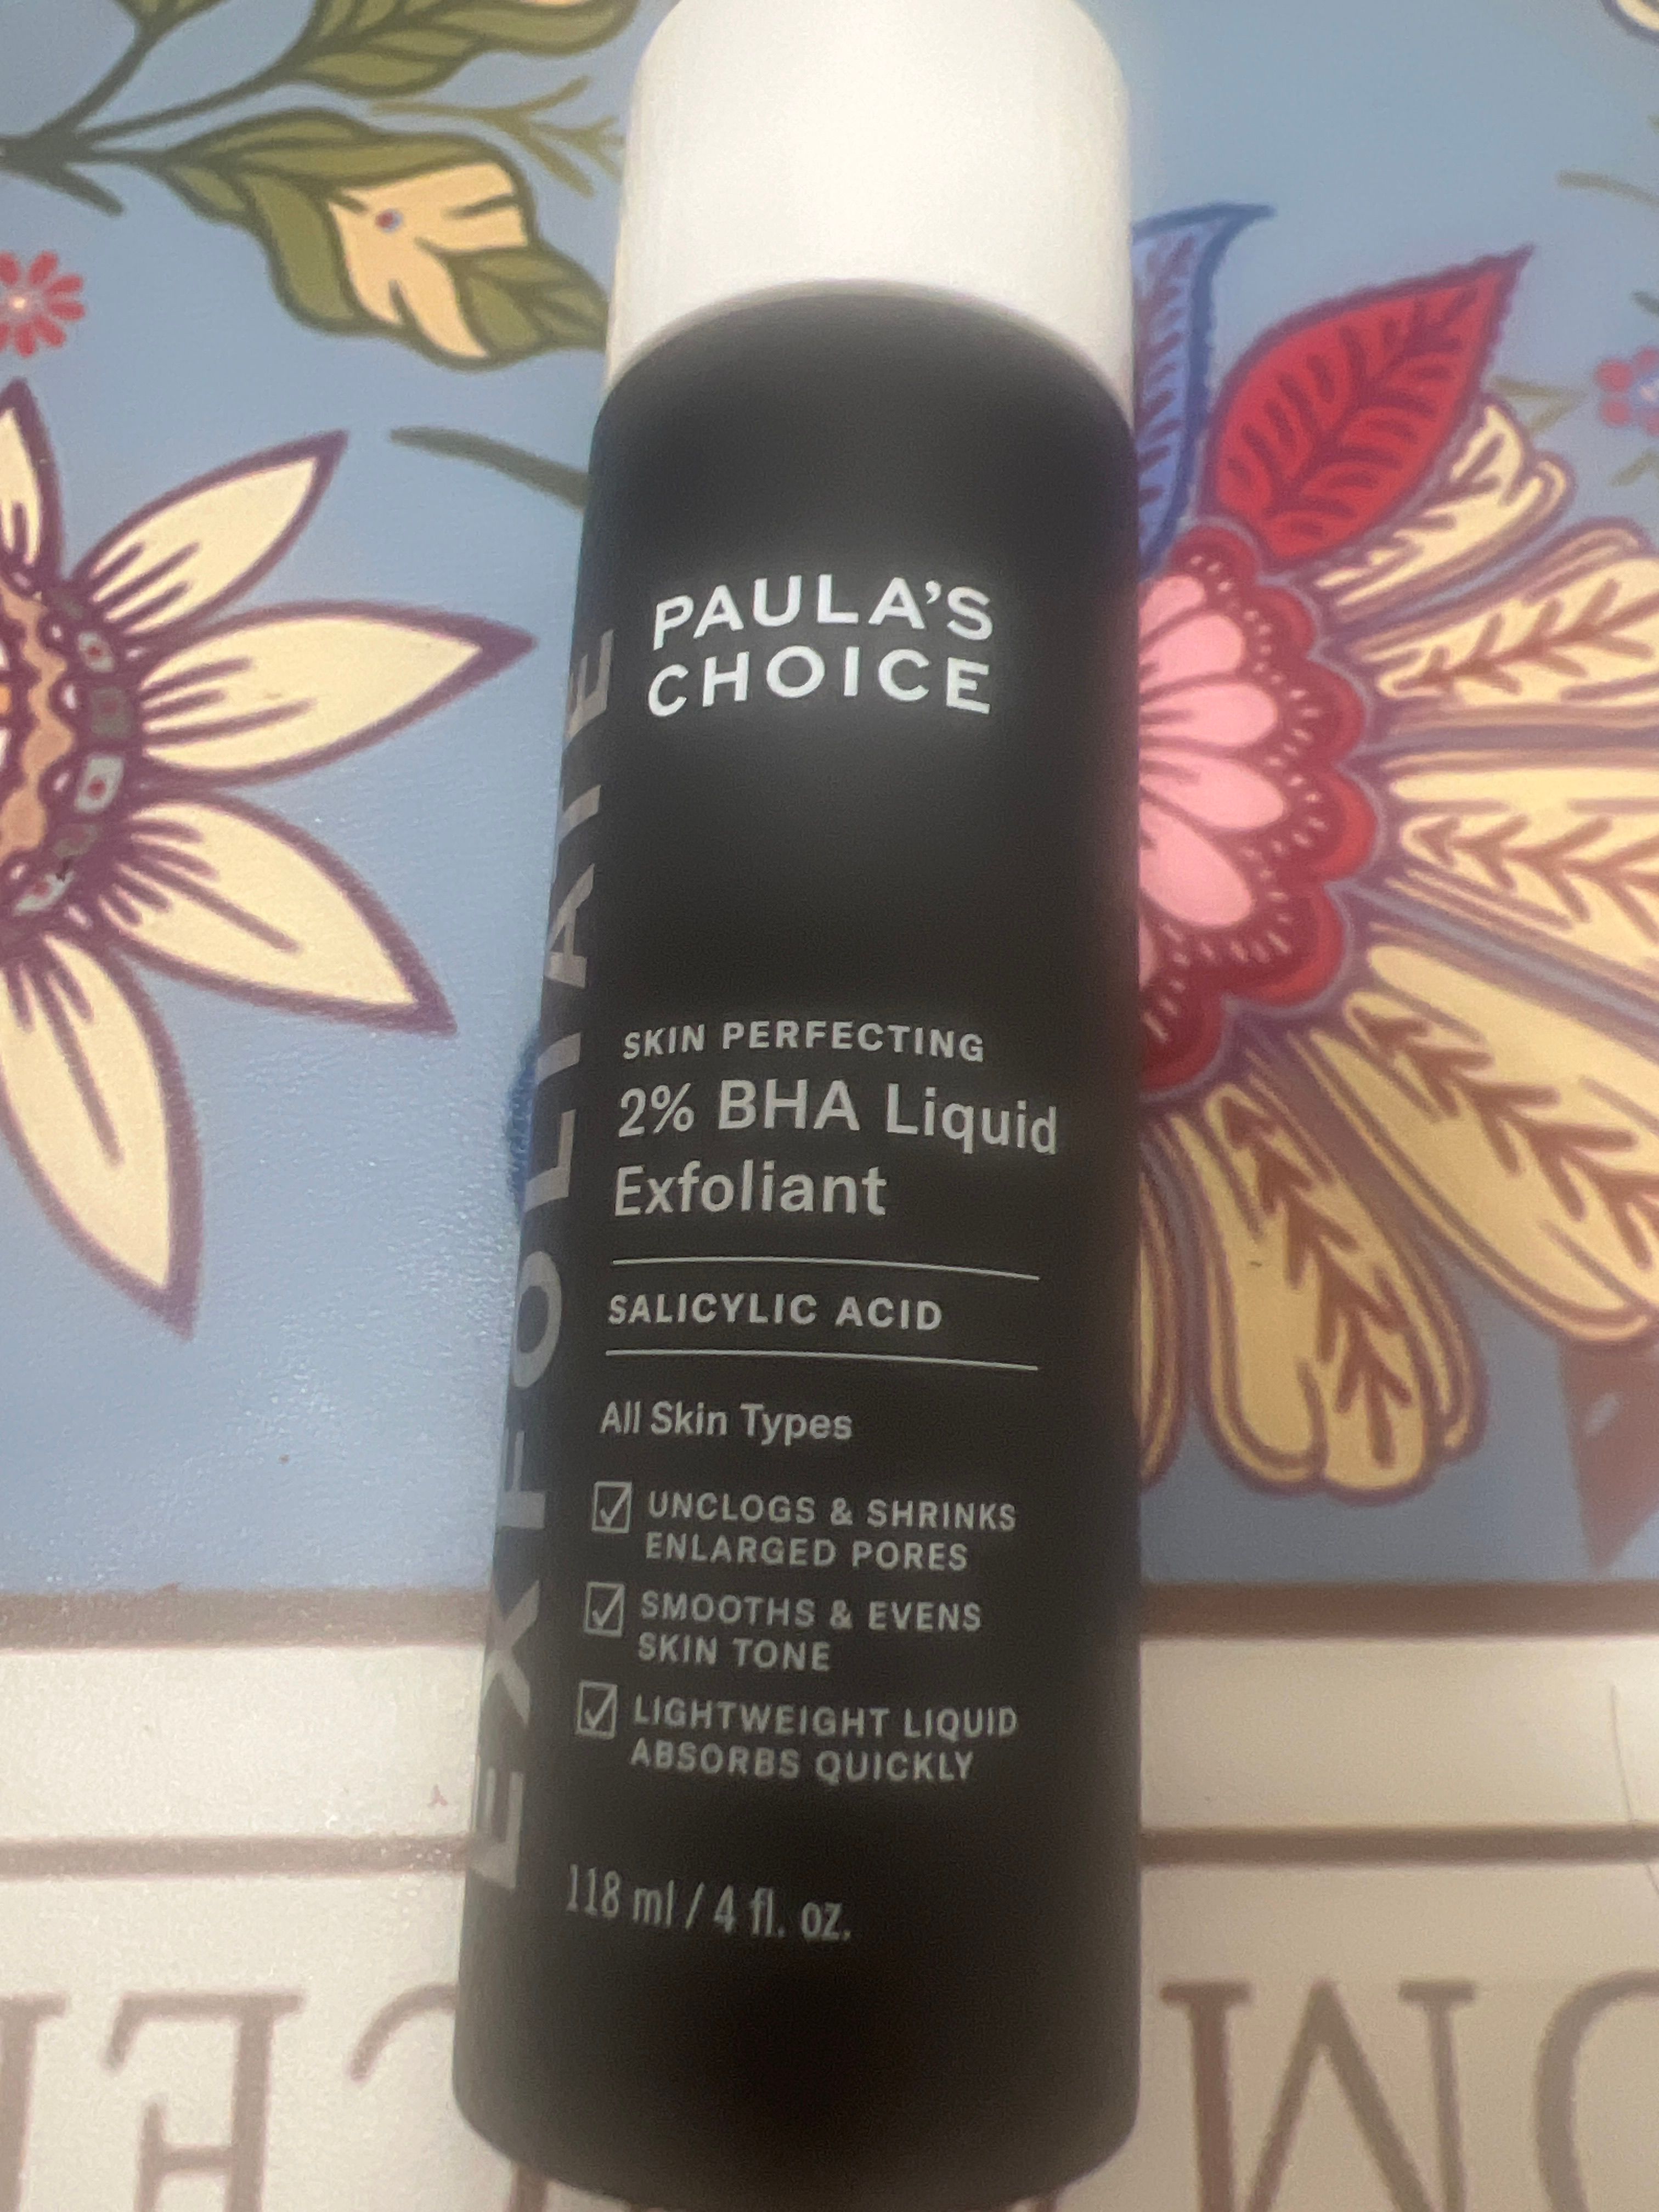 PAULA'S
CHOICE
EXFOLIATE
SKIN PERFECTING
2% BHA Liquid
Exfoliant
SALICYLIC ACID
All Skin Types
UNCLOGS & SHRINKS
ENLARGED PORES
SMOOTHS & EVENS
SKIN TONE
LIGHTWEIGHT LIQUID
ABSORBS QUICKLY
118 ml / 4 fl. oz.